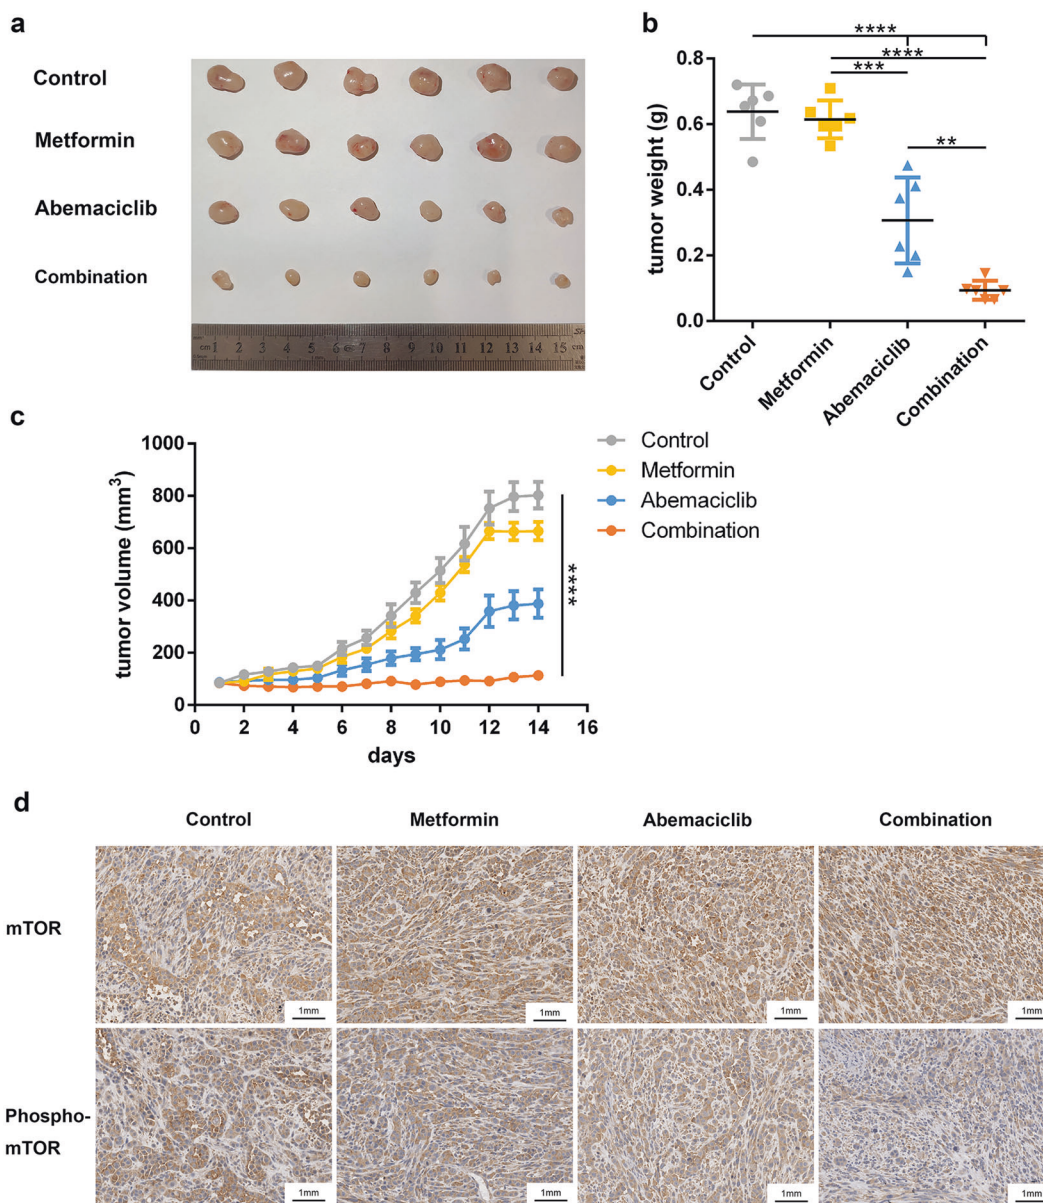 a
Control
Metformin
Abemaciclib
Combination
cm 1 2 3 4 5 6 7 8 9 10 11 12 13 14 15 cm
b
****
****
***
**
tumor weight (g)
0.8
0.6
0.4
0.2
0.0
Control
Metformin
Abemaciclib
Combination
c
tumor volume (mm³)
1000
800
600
400
200
0
0 2 4 6 8 10 12 14 16
days
Control
Metformin
Abemaciclib
Combination
****
d
Control Metformin Abemaciclib Combination
mTOR
1mm 1mm 1mm 1mm
Phospho-
mTOR
1mm 1mm 1mm 1mm